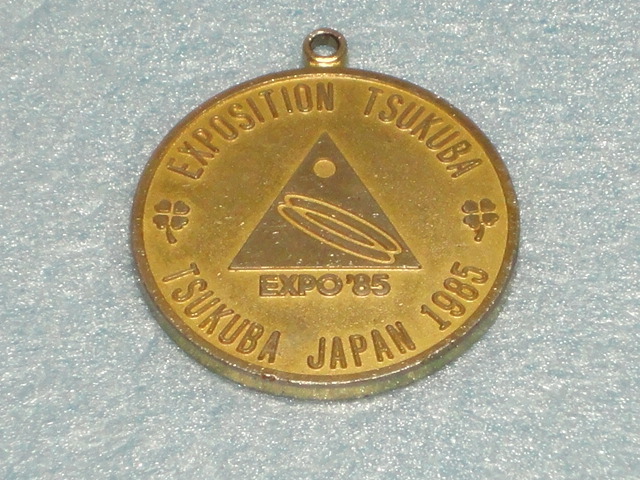 EXPOSITION TSUKUBA
EXPO'85
TSUKUBA JAPAN 1985